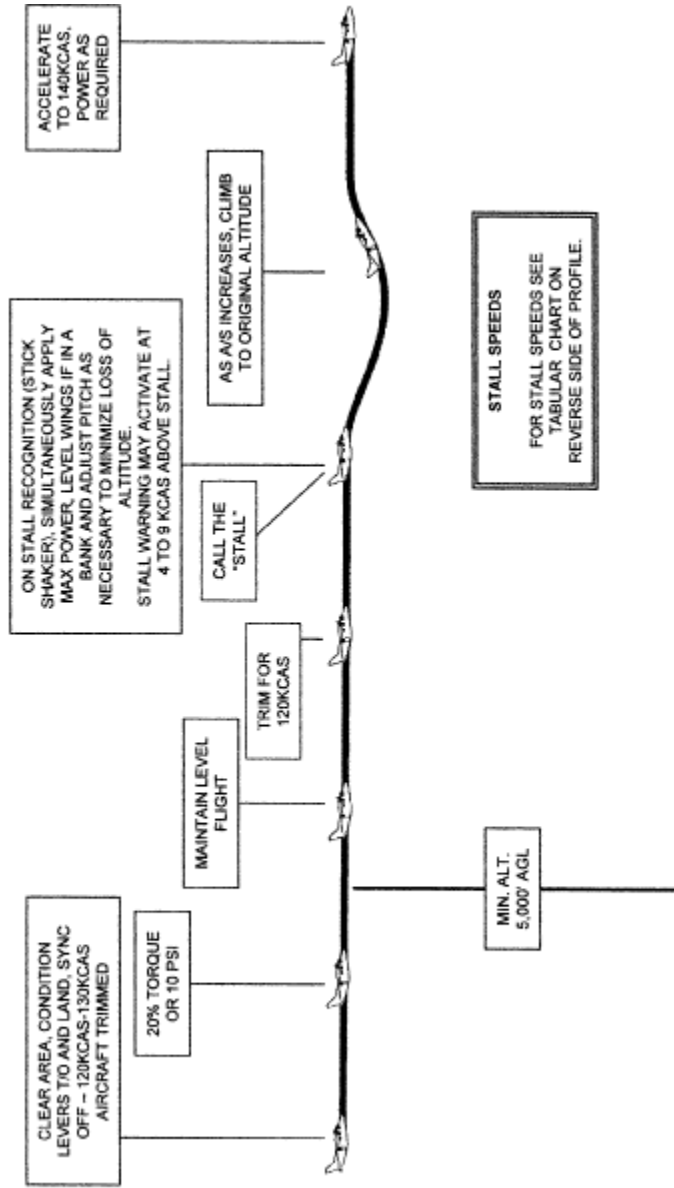 CLEAR AREA, CONDITION
LEVERS T/O AND LAND, SYNC
OFF – 120KCAS-130KCAS
AIRCRAFT TRIMMED
20% TORQUE
OR 10 PSI
MAINTAIN LEVEL
FLIGHT
TRIM FOR
120KCAS
CALL THE
"STALL"
ON STALL RECOGNITION (STICK
SHAKER), SIMULTANEOUSLY APPLY
MAX POWER, LEVEL WINGS IF IN A
BANK AND ADJUST PITCH AS
NECESSARY TO MINIMIZE LOSS OF
ALTITUDE.
STALL WARNING MAY ACTIVATE AT
4 TO 9 KCAS ABOVE STALL.
AS A/S INCREASES, CLIMB
TO ORIGINAL ALTITUDE
ACCELERATE
TO 140KCAS,
POWER AS
REQUIRED
MIN. ALT.
5,000' AGL
STALL SPEEDS
FOR STALL SPEEDS SEE
TABULAR CHART ON
REVERSE SIDE OF PROFILE.